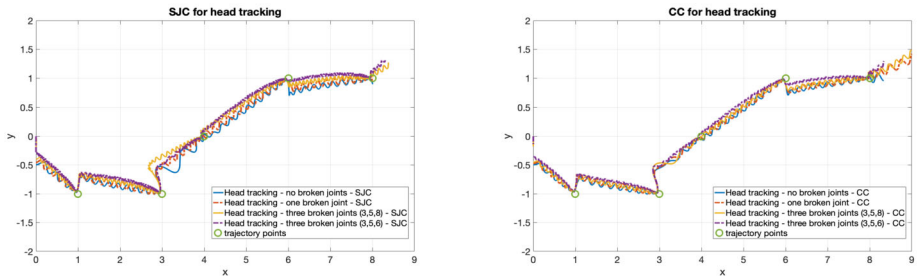 SJC for head tracking
2
1.5
1
0.5
0
-0.5
-1
-1.5
-2
y
0 1 2 3 4 5 6 7 8 9
x
Head tracking - no broken joints - SJC
Head tracking - one broken joint - SJC
Head tracking - three broken joints (3,5,8) - SJC
Head tracking - three broken joints (3,5,6) - SJC
trajectory points
CC for head tracking
2
1.5
1
0.5
0
-0.5
-1
-1.5
-2
y
0 1 2 3 4 5 6 7 8 9
x
Head tracking - no broken joints - CC
Head tracking - one broken joint - CC
Head tracking - three broken joints (3,5,8) - CC
Head tracking - three broken joints (3,5,6) - CC
trajectory points